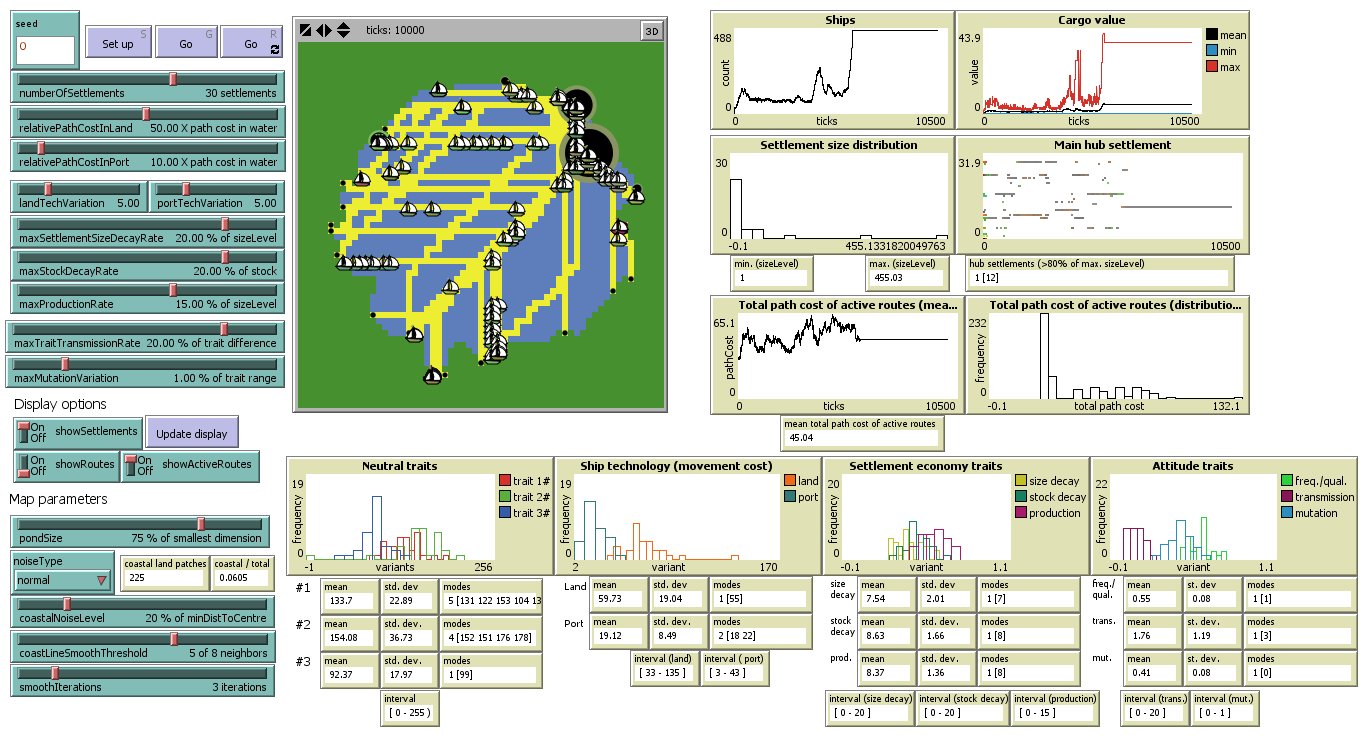 seed
0
Set up
S
Go
G
Go
R
numberOfSettlements 30 settlements
relativePathCostInLand 50.00 X path cost in water
relativePathCostInPort 10.00 X path cost in water
landTechVariation 5.00
portTechVariation 5.00
maxSettlementSizeDecayRate 20.00 % of sizeLevel
maxStockDecayRate 20.00 % of stock
maxProductionRate 15.00 % of sizeLevel
maxTraitTransmissionRate 20.00 % of trait difference
maxMutationVariation 1.00 % of trait range
Display options
On
Off
showSettlements
Update display
On
Off
showRoutes
On
Off
showActiveRoutes
Map parameters
pondSize 75 % of smallest dimension
noiseType
normal
coastal land patches
225
coastal / total
0.0605
coastalNoiseLevel 20 % of minDistToCentre
coastLineSmoothThreshold 5 of 8 neighbors
smoothIterations 3 iterations
ticks: 10000
3D
Ships
488
count
0
0 ticks 10500
Cargo value
43.9
value
0
0 ticks 10500
mean
min
max
Settlement size distribution
30
0
-0.1 455.1331820049763
Main hub settlement
31.9
0
0 10500
min. (sizeLevel)
1
max. (sizeLevel)
455.03
hub settlements (>80% of max. sizeLevel)
1 [12]
Total path cost of active routes (mea...
65.1
pathCost
0
0 ticks 10500
Total path cost of active routes (distributio...
232
frequency
0
-0.1 total path cost 132.1
mean total path cost of active routes
45.04
Neutral traits
19
frequency
0
-1 variants 256
trait 1#
trait 2#
trait 3#
Ship technology (movement cost)
19
frequency
0
2 variant 170
land
port
Settlement economy traits
20
frequency
0
-0.1 variant 1.1
size decay
stock decay
production
Attitude traits
22
frequency
0
-0.1 variant 1.1
freq./qual.
transmission
mutation
#1
mean
133.7
std. dev.
22.89
modes
5 [131 122 153 104 13
#2
mean
154.08
std. dev.
36.73
modes
4 [152 151 176 178]
#3
mean
92.37
std. dev.
17.97
modes
1 [99]
interval
[ 0 - 255 )
Land
mean
59.73
std. dev
19.04
modes
1 [55]
Port
mean
19.12
std. dev.
8.49
modes
2 [18 22]
interval (land)
[ 33 - 135 ]
interval ( port)
[ 3 - 43 ]
size
decay
mean
7.54
std. dev
2.01
modes
1 [7]
stock
decay
mean
8.63
std. dev.
1.66
modes
1 [8]
prod.
mean
8.37
std. dev.
1.36
modes
1 [8]
interval (size decay)
[ 0 - 20 ]
interval (stock decay)
[ 0 - 20 ]
interval (production)
[ 0 - 15 ]
freq./
qual.
mean
0.55
st. dev.
0.08
modes
1 [1]
trans.
mean
1.76
std. dev.
1.19
modes
1 [3]
mut.
mean
0.41
std. dev.
0.08
modes
1 [0]
interval (trans.)
[ 0 - 20 ]
interval (mut.)
[ 0 - 1 ]